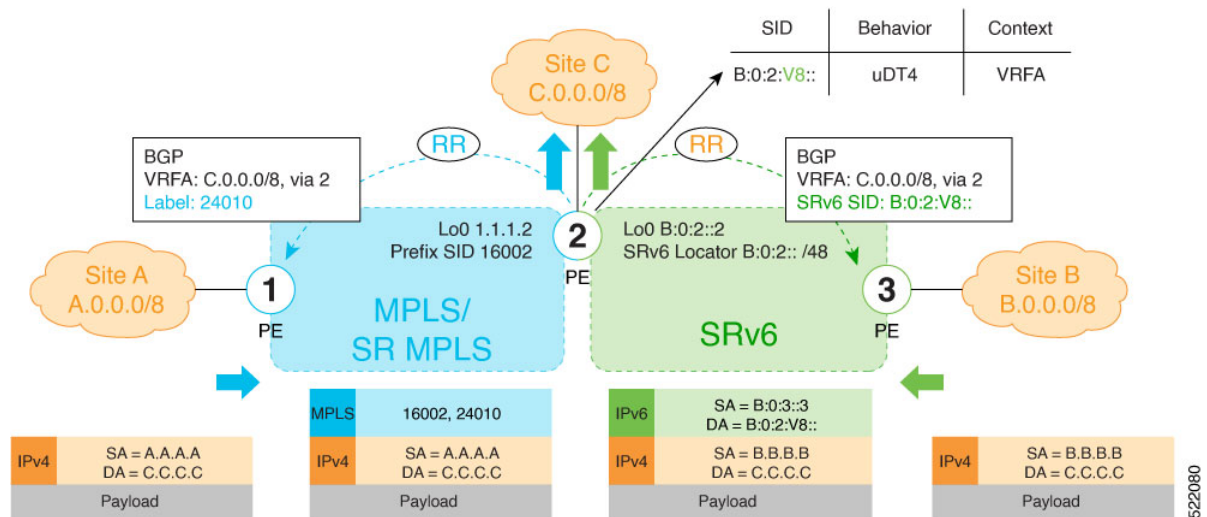 SID Behavior Context
B:0:2:V8:: uDT4 VRFA
Site C
C.0.0.0/8
RR
RR
BGP
VRFA: C.0.0.0/8, via 2
Label: 24010
BGP
VRFA: C.0.0.0/8, via 2
SRv6 SID: B:0:2:V8::
Lo0 1.1.1.2
Prefix SID 16002
2
PE
Lo0 B:0:2::2
SRv6 Locator B:0:2:: /48
Site A
A.0.0.0/8
1
PE
MPLS/
SR MPLS
SRv6
3
PE
Site B
B.0.0.0/8
MPLS 16002, 24010
IPv6 SA = B:0:3::3
DA = B:0:2:V8::
IPv4 SA = A.A.A.A
DA = C.C.C.C
Payload
IPv4 SA = A.A.A.A
DA = C.C.C.C
Payload
IPv4 SA = B.B.B.B
DA = C.C.C.C
Payload
IPv4 SA = B.B.B.B
DA = C.C.C.C
Payload
522080